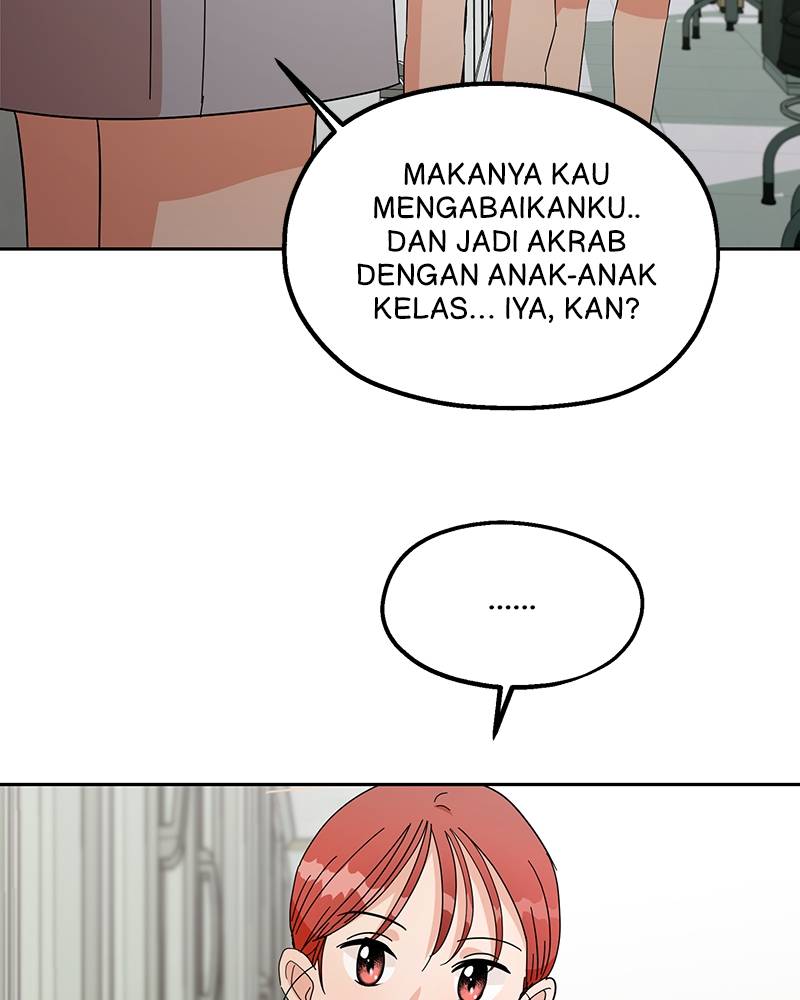 MAKANYA KAU
MENGABAIKANKU..
DAN JADI AKRAB
DENGAN ANAK-ANAK
KELAS... IYA, KAN?
......